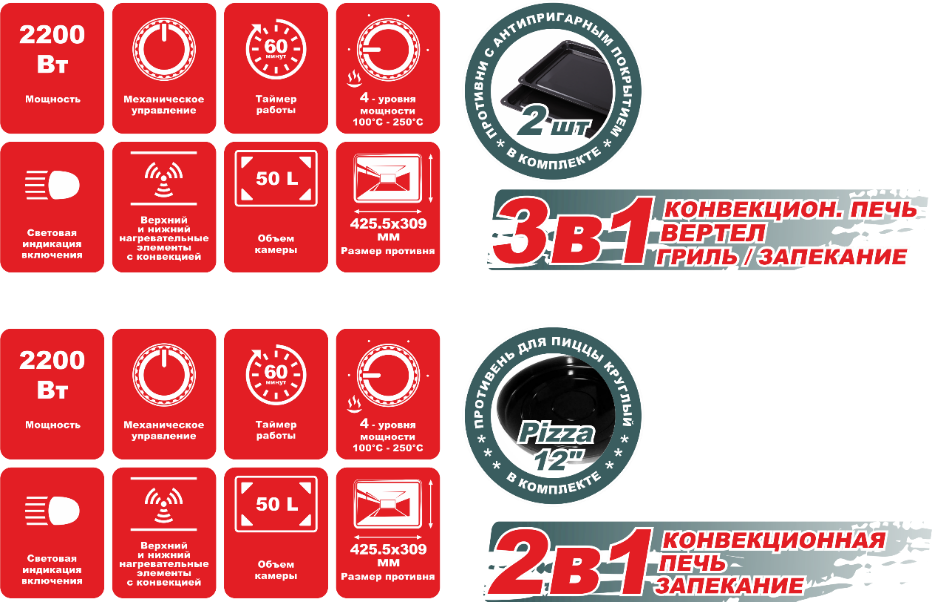 2200
Вт
Мощность
Механическое
управление
60
минут
Таймер
работы
4 - уровня
мощности
100°C - 250°C
Световая
индикация
включения
Верхний
и нижний
нагревательные
элементы
с конвекцией
50 L
Объем
камеры
425.5x309
ММ
Размер противня
ПРОТИВНИ С АНТИПРИГАРНЫМ ПОКРЫТИЕМ
2 шт
* В КОМПЛЕКТЕ *
3в1
КОНВЕКЦИОН. ПЕЧЬ
ВЕРТЕЛ
ГРИЛЬ / ЗАПЕКАНИЕ
2200
Вт
Мощность
Механическое
управление
60
минут
Таймер
работы
4 - уровня
мощности
100°C - 250°C
Световая
индикация
включения
Верхний
и нижний
нагревательные
элементы
с конвекцией
50 L
Объем
камеры
425.5x309
ММ
Размер противня
ПРОТИВЕНЬ ДЛЯ ПИЦЦЫ КРУГЛЫЙ
Pizza
12"
* * * В КОМПЛЕКТЕ * * *
2в1
КОНВЕКЦИОННАЯ
ПЕЧЬ
ЗАПЕКАНИЕ